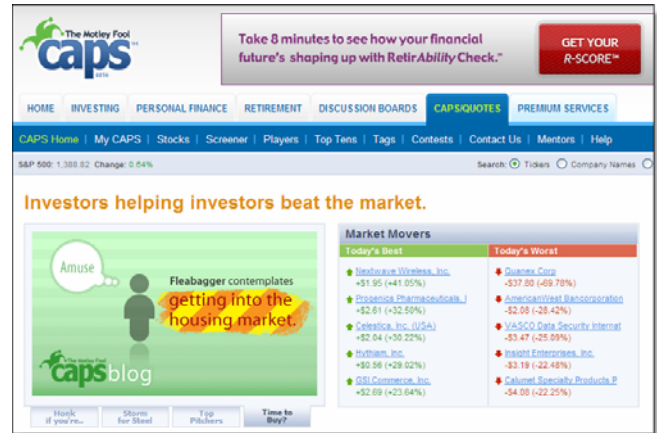 The Motley Fool
caps
BETA
Take 8 minutes to see how your financial
future's shaping up with RetirAbility Check.™
GET YOUR
R-SCORE™
HOME INVESTING PERSONAL FINANCE RETIREMENT DISCUSSION BOARDS CAPS/QUOTES PREMIUM SERVICES
CAPS Home | My CAPS | Stocks | Screener | Players | Top Tens | Tags | Contests | Contact Us | Mentors | Help
S&P 500: 1,388.82 Change: 0.64% Search: Tickers Company Names
Investors helping investors beat the market.
Amuse
Fleabagger contemplates
getting into the
housing market.
The Motley Fool
capsblog
Honk
if you're..
Storm
for Steel
Top
Pitchers
Time to
Buy?
Market Movers
Today's Best
Nextwave Wireless, Inc.
+$1.95 (+41.05%)
Progenics Pharmaceuticals, I
+$2.61 (+32.50%)
Celestica, Inc. (USA)
+$2.04 (+30.22%)
Hythiam, Inc.
+$0.56 (+29.02%)
GSI Commerce, Inc.
+$2.69 (+23.64%)
Today's Worst
Quanex Corp
-$37.80 (-69.78%)
AmericanWest Bancorporation
-$2.08 (-28.42%)
VASCO Data Security Internat
-$3.47 (-25.09%)
Insight Enterprises, Inc.
-$3.19 (-22.48%)
Calumet Specialty Products P
-$4.08 (-22.25%)